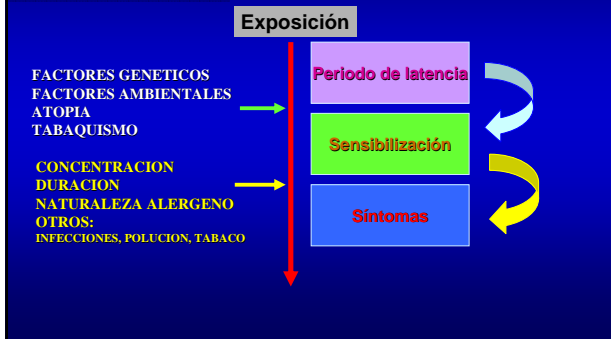 Exposición
FACTORES GENETICOS
FACTORES AMBIENTALES
ATOPIA
TABAQUISMO
CONCENTRACION
DURACION
NATURALEZA ALERGENO
OTROS:
INFECCIONES, POLUCION, TABACO
Periodo de latencia
Sensibilización
Síntomas